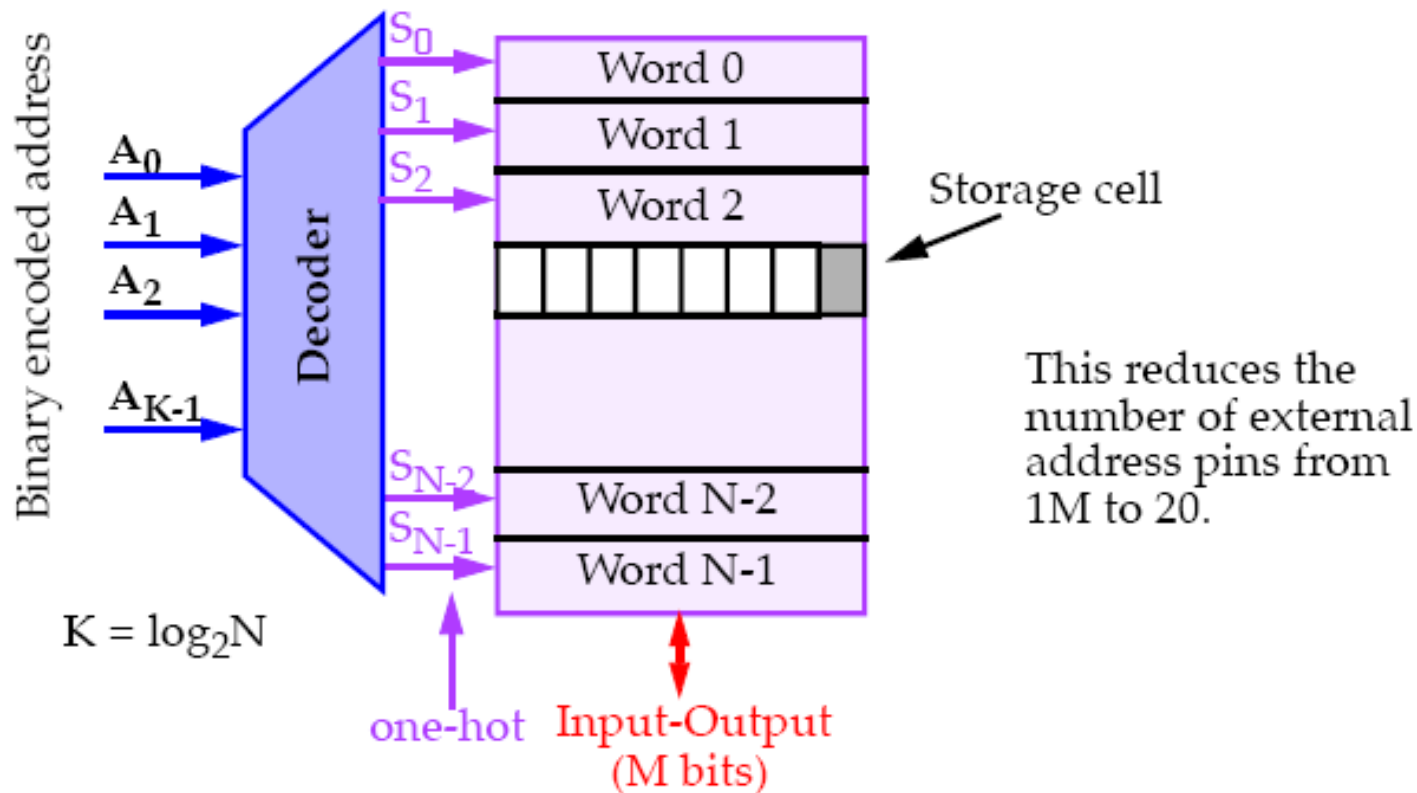 Binary encoded address
A0
A1
A2
AK-1
Decoder
S0
S1
S2
SN-2
SN-1
Word 0
Word 1
Word 2
Word N-2
Word N-1
Storage cell
This reduces the
number of external
address pins from
1M to 20.
K = log2N
one-hot
Input-Output
(M bits)